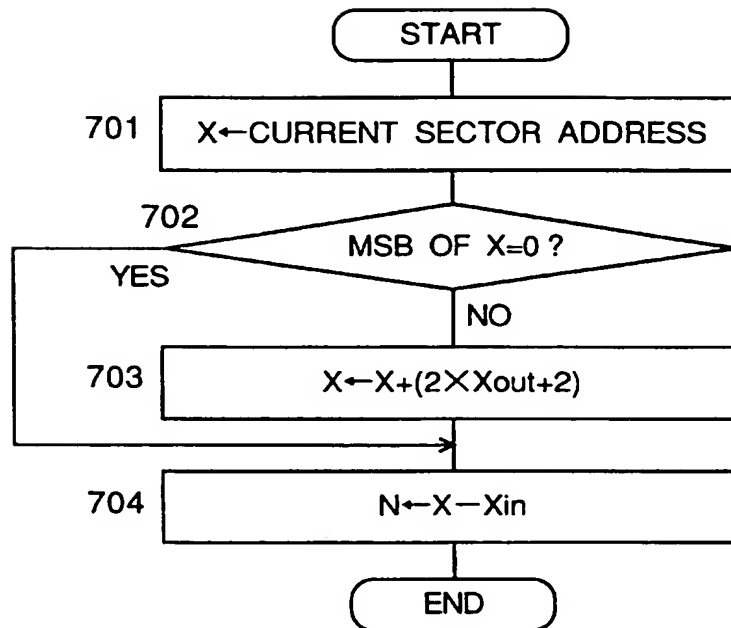 START
701
X←CURRENT SECTOR ADDRESS
702
MSB OF X=0 ?
YES
NO
703
X←X+(2×Xout+2)
704
N←X−Xin
END